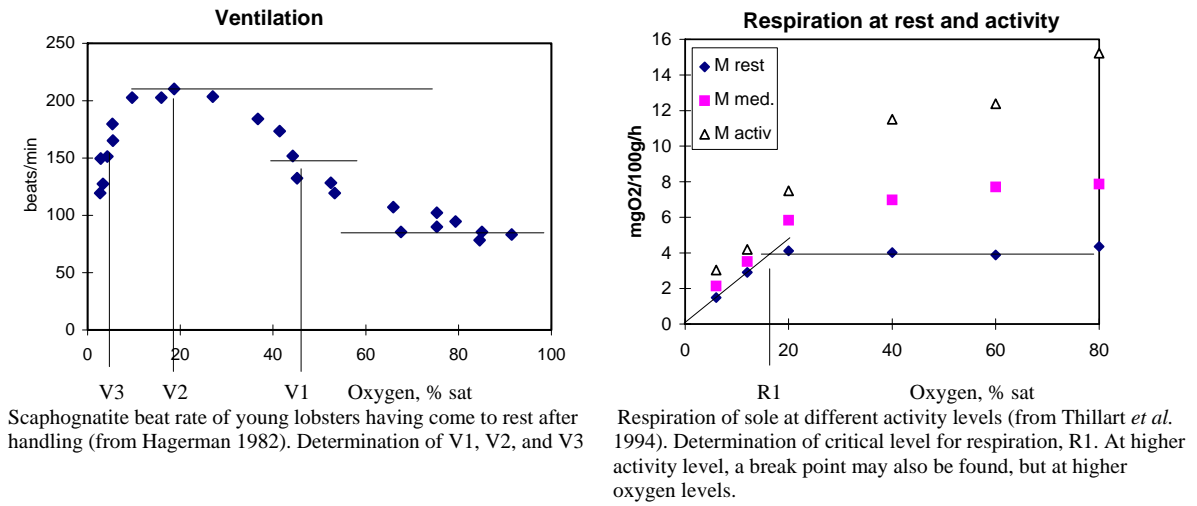 Ventilation
250
200
150
100
50
0
beats/min
0 20 40 60 80 100
V3 V2 V1 Oxygen, % sat
Scaphognatite beat rate of young lobsters having come to rest after
handling (from Hagerman 1982). Determination of V1, V2, and V3
Respiration at rest and activity
16
14
12
10
8
6
4
2
0
mgO2/100g/h
M rest
M med.
M activ
0 20 40 60 80
R1 Oxygen, % sat
Respiration of sole at different activity levels (from Thillart et al.
1994). Determination of critical level for respiration, R1. At higher
activity level, a break point may also be found, but at higher
oxygen levels.